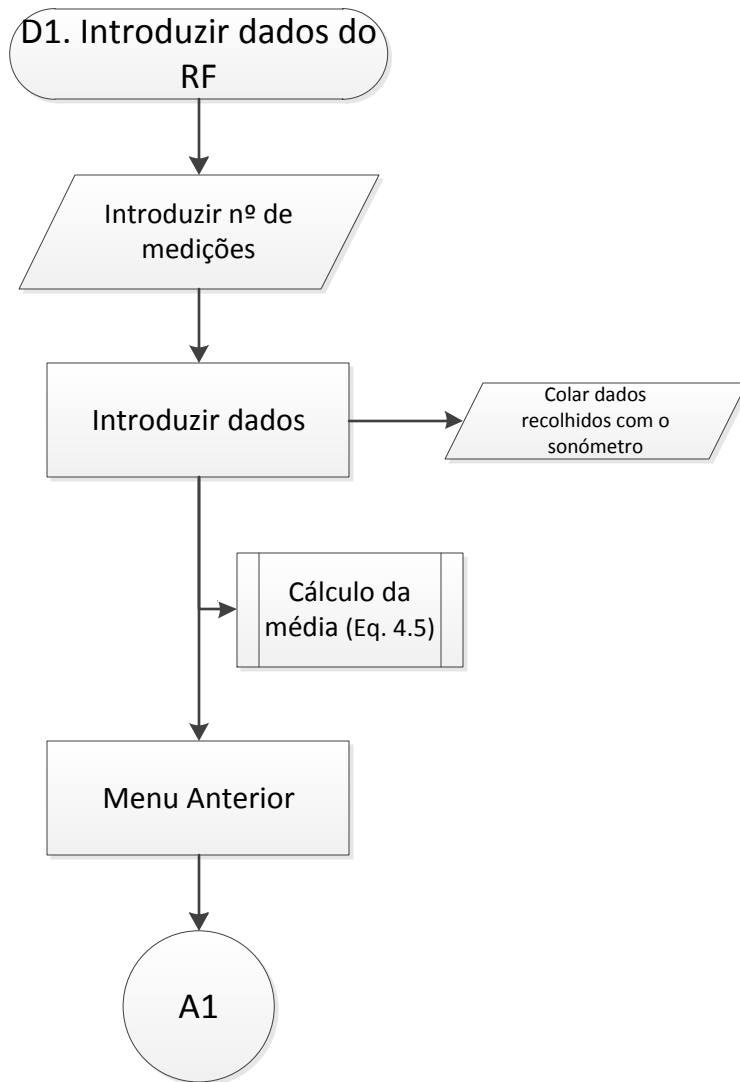 D1. Introduzir dados do
RF
Introduzir nº de
medições
Introduzir dados
Colar dados
recolhidos com o
sonómetro
Cálculo da
média (Eq. 4.5)
Menu Anterior
A1